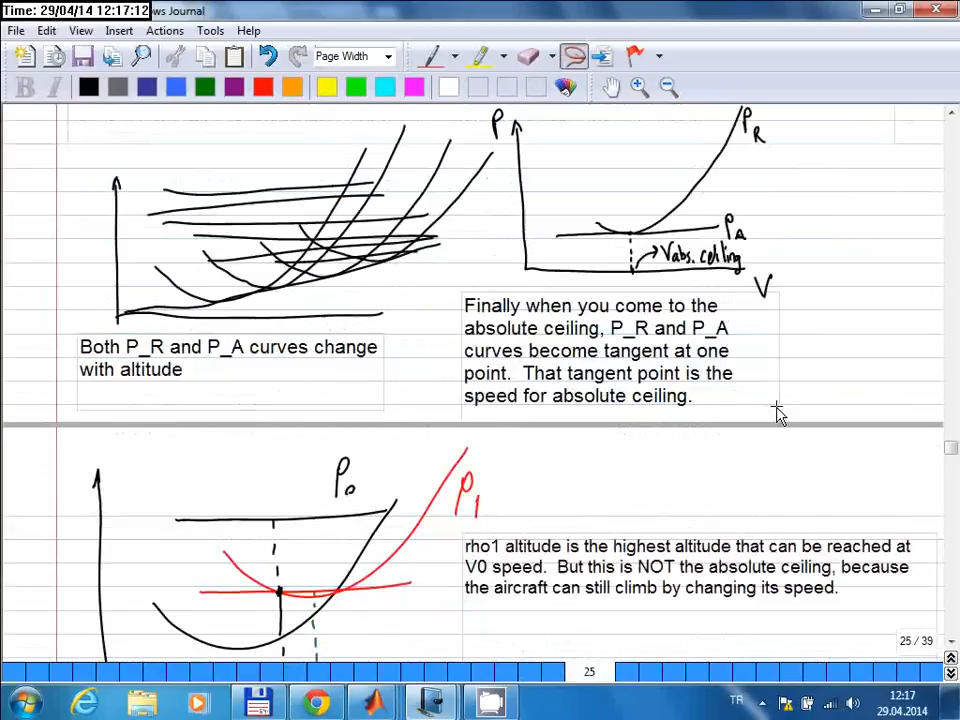 Time: 29/04/14 12:17:12
ws Journal
File Edit View Insert Actions Tools Help
Page Width
B I
P
P_R
P_A
Vabs. ceiling
V
Both P_R and P_A curves change
with altitude
Finally when you come to the
absolute ceiling, P_R and P_A
curves become tangent at one
point. That tangent point is the
speed for absolute ceiling.
ρ₀
ρ₁
rho1 altitude is the highest altitude that can be reached at
V0 speed. But this is NOT the absolute ceiling, because
the aircraft can still climb by changing its speed.
25 / 39
25
TR
12:17
29.04.2014